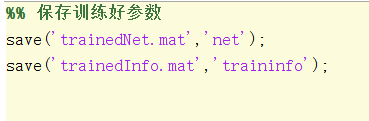 %% 保存训练好参数
save('trainedNet.mat','net');
save('trainedInfo.mat','traininfo');